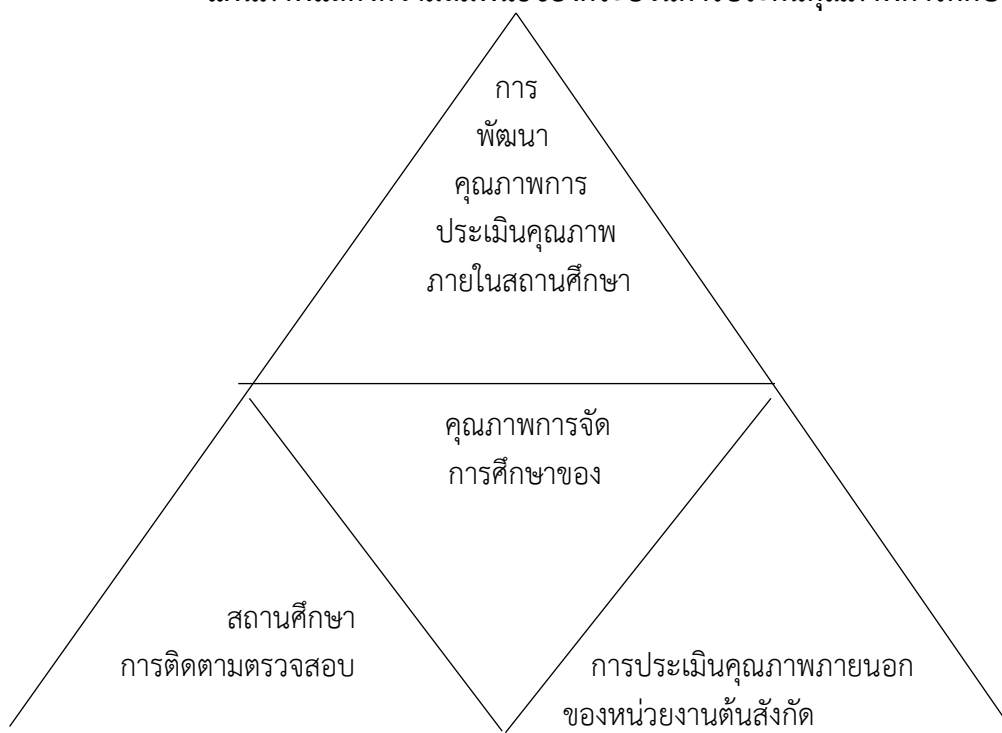 การ
พัฒนา
คุณภาพการ
ประเมินคุณภาพ
ภายในสถานศึกษา
คุณภาพการจัด
การศึกษาของ
สถานศึกษา
การติดตามตรวจสอบ
การประเมินคุณภาพภายนอก
ของหน่วยงานต้นสังกัด